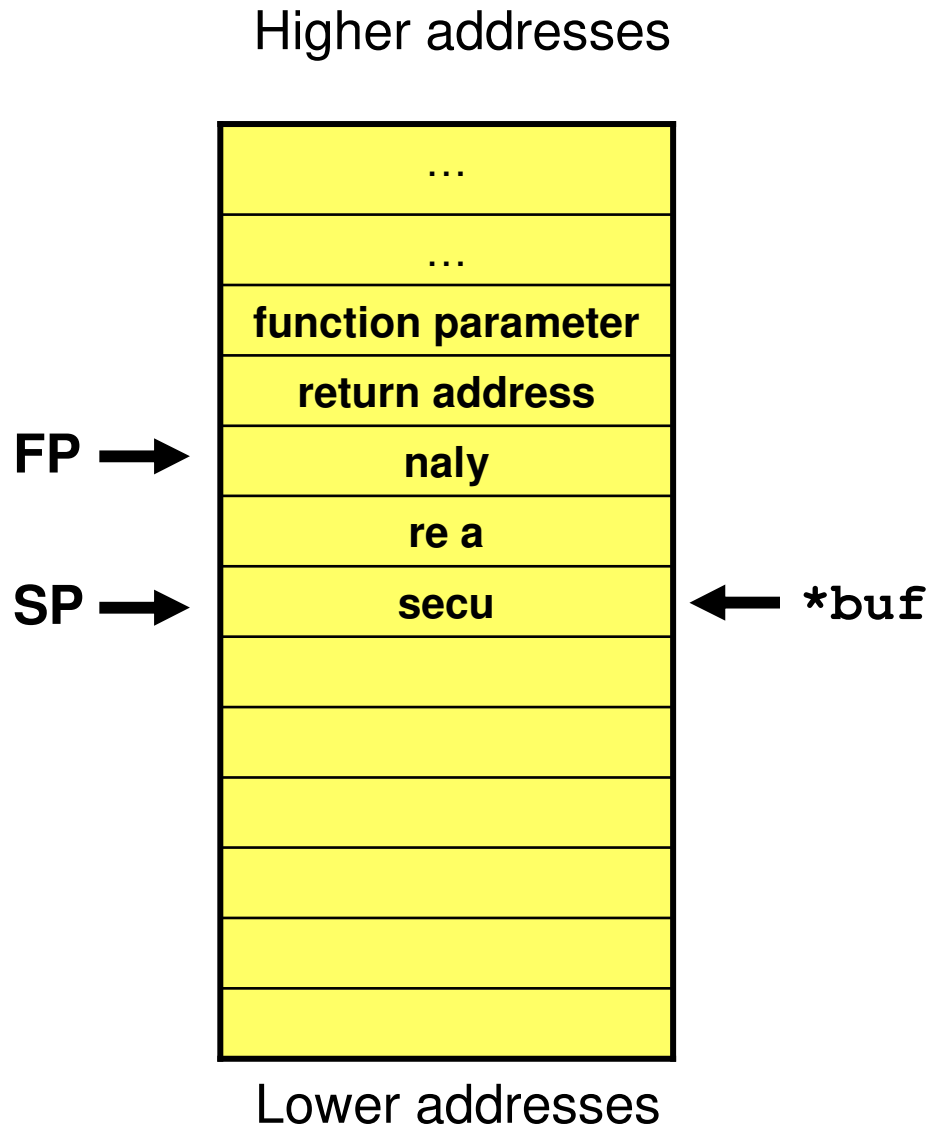 Higher addresses
…
…
function parameter
return address
FP
naly
re a
SP
secu
*buf
Lower addresses